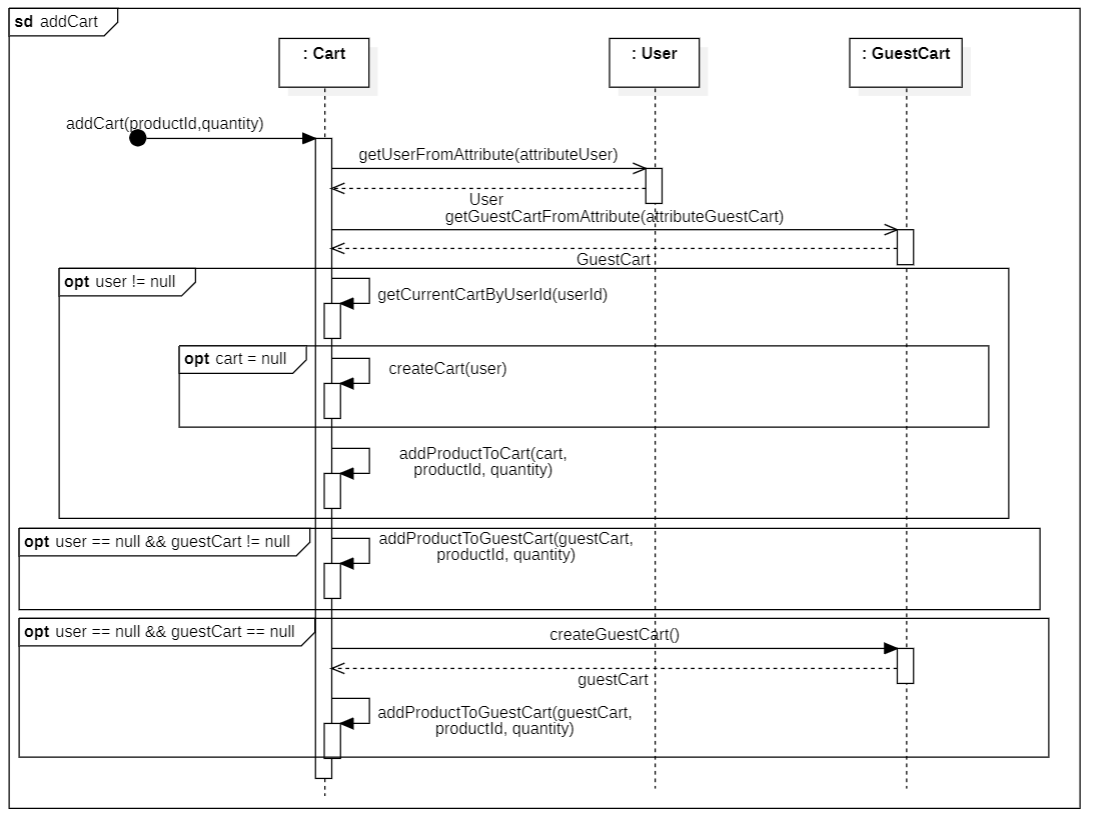 sd addCart
: Cart
: User
: GuestCart
addCart(productId,quantity)
getUserFromAttribute(attributeUser)
User
getGuestCartFromAttribute(attributeGuestCart)
GuestCart
opt user != null
getCurrentCartByUserId(userId)
opt cart = null
createCart(user)
addProductToCart(cart,
productId, quantity)
opt user == null && guestCart != null
addProductToGuestCart(guestCart,
productId, quantity)
opt user == null && guestCart == null
createGuestCart()
guestCart
addProductToGuestCart(guestCart,
productId, quantity)